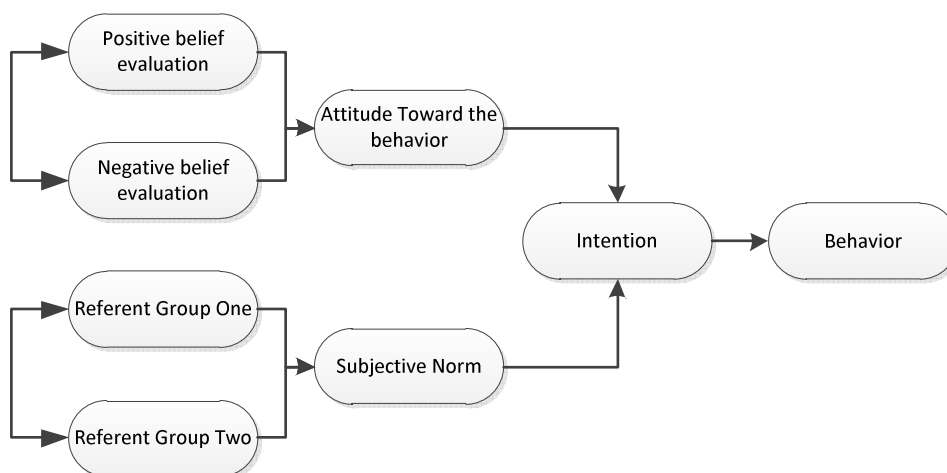 Positive belief
evaluation
Negative belief
evaluation
Attitude Toward the
behavior
Intention
Behavior
Referent Group One
Subjective Norm
Referent Group Two